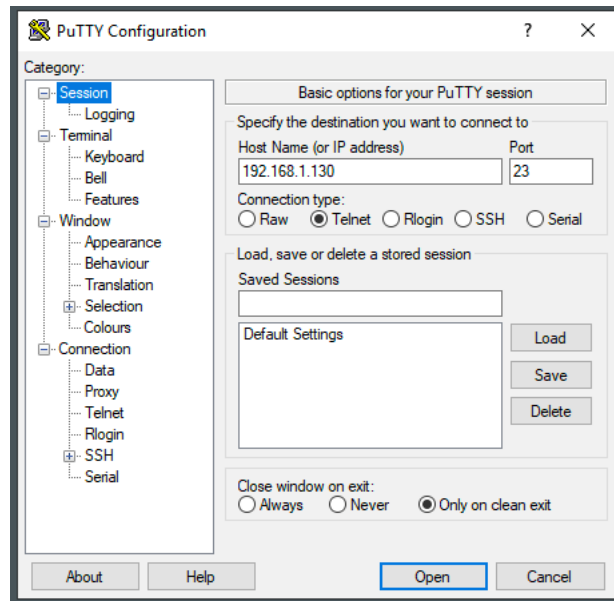 PuTTY Configuration
?
Category:
Session
Logging
Terminal
Keyboard
Bell
Features
Window
Appearance
Behaviour
Translation
Selection
Colours
Connection
Data
Proxy
Telnet
Rlogin
SSH
Serial
Basic options for your PuTTY session
Specify the destination you want to connect to
Host Name (or IP address) Port
192.168.1.130 23
Connection type:
Raw Telnet Rlogin SSH Serial
Load, save or delete a stored session
Saved Sessions
Default Settings
Load
Save
Delete
Close window on exit:
Always Never Only on clean exit
About Help Open Cancel